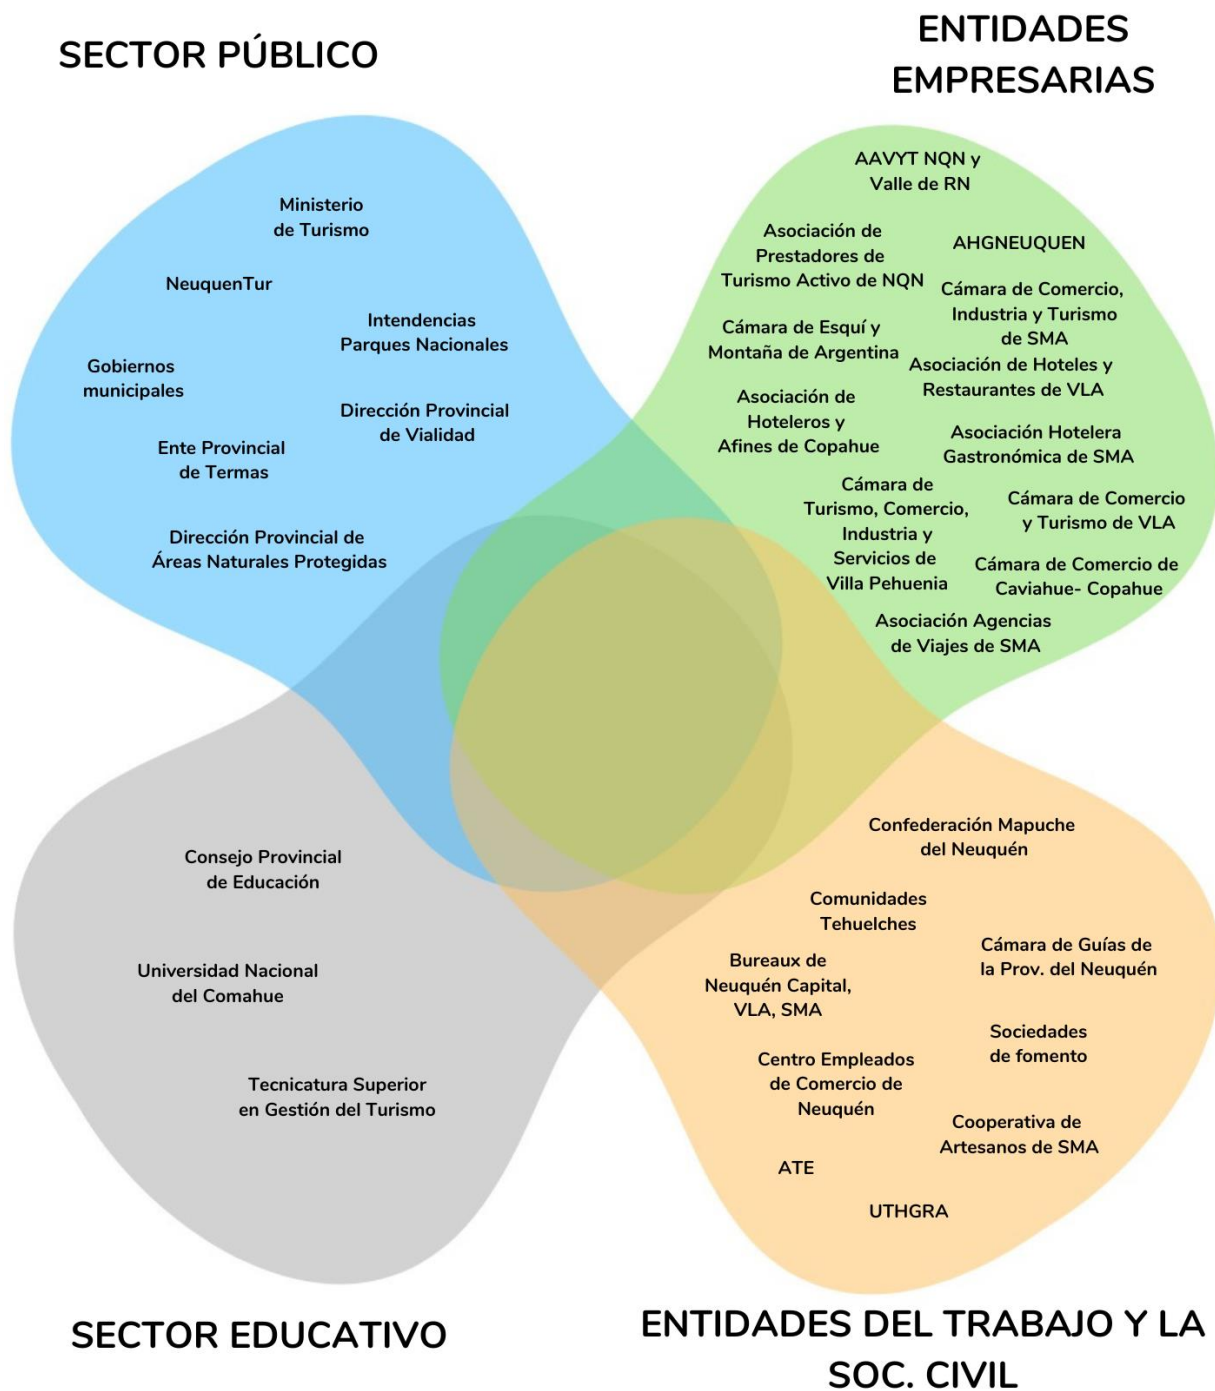 SECTOR PÚBLICO
Ministerio
de Turismo
NeuquenTur
Intendencias
Parques Nacionales
Gobiernos
municipales
Dirección Provincial
de Vialidad
Ente Provincial
de Termas
Dirección Provincial de
Áreas Naturales Protegidas
ENTIDADES
EMPRESARIAS
AAVYT NQN y
Valle de RN
Asociación de
Prestadores de
Turismo Activo de NQN
AHGNEUQUEN
Cámara de Comercio,
Industria y Turismo
de SMA
Cámara de Esquí y
Montaña de Argentina
Asociación de Hoteles y
Restaurantes de VLA
Asociación de
Hoteleros y
Afines de Copahue
Asociación Hotelera
Gastronómica de SMA
Cámara de
Turismo, Comercio,
Industria y
Servicios de
Villa Pehuenia
Cámara de Comercio
y Turismo de VLA
Cámara de Comercio de
Caviahue- Copahue
Asociación Agencias
de Viajes de SMA
Consejo Provincial
de Educación
Universidad Nacional
del Comahue
Tecnicatura Superior
en Gestión del Turismo
SECTOR EDUCATIVO
Confederación Mapuche
del Neuquén
Comunidades
Tehuelches
Cámara de Guías de
la Prov. del Neuquén
Bureaux de
Neuquén Capital,
VLA, SMA
Sociedades
de fomento
Centro Empleados
de Comercio de
Neuquén
Cooperativa de
Artesanos de SMA
ATE
UTHGRA
ENTIDADES DEL TRABAJO Y LA
SOC. CIVIL